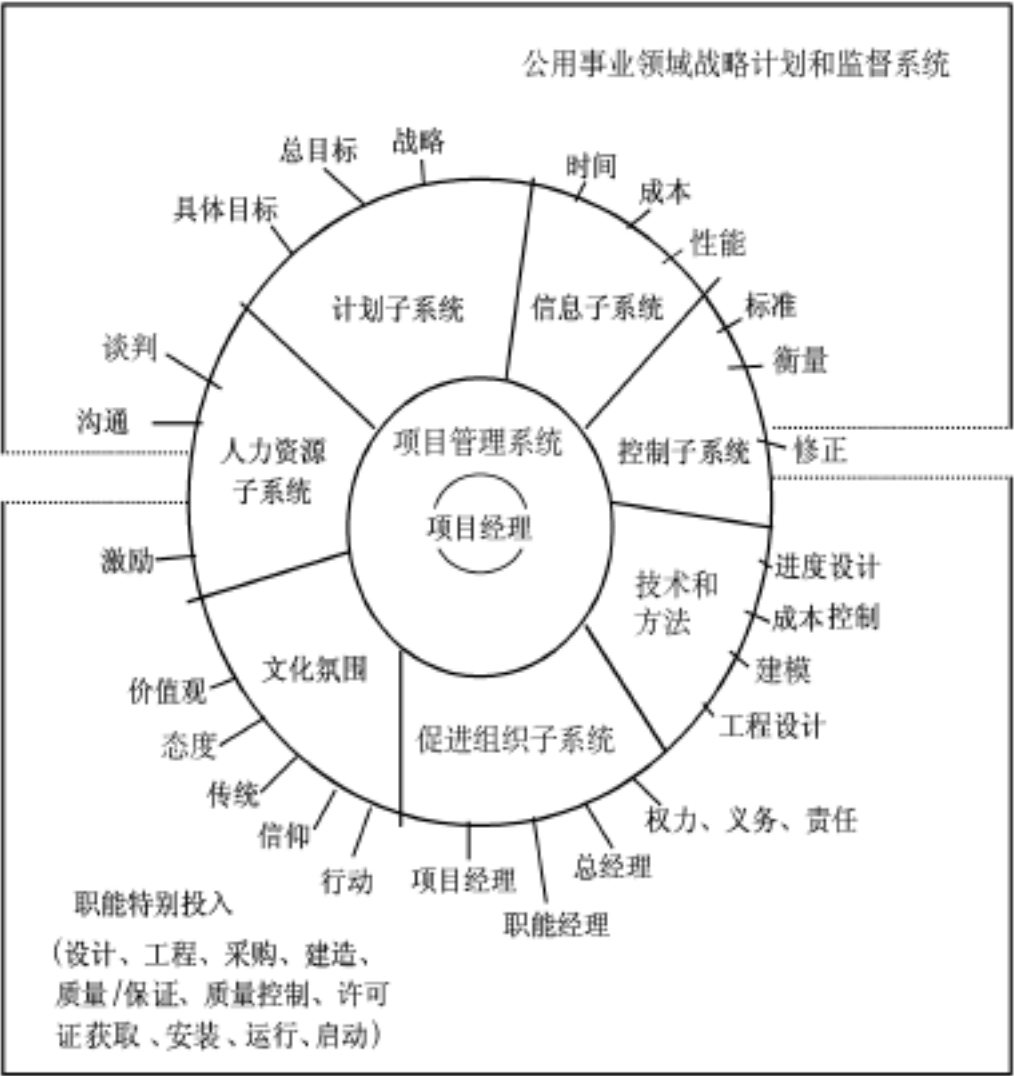 公用事业领域战略计划和监督系统
战略
总目标
具体目标
时间
成本
性能
计划子系统
信息子系统
标准
衡量
修正
谈判
沟通
激励
人力资源
子系统
项目管理系统
项目经理
控制子系统
技术和
方法
进度设计
成本控制
建模
工程设计
文化氛围
促进组织子系统
价值观
态度
传统
信仰
行动
项目经理
职能经理
总经理
权力、义务、责任
职能特别投入
(设计、工程、采购、建造、
质量/保证、质量控制、许可
证获取、安装、运行、启动)